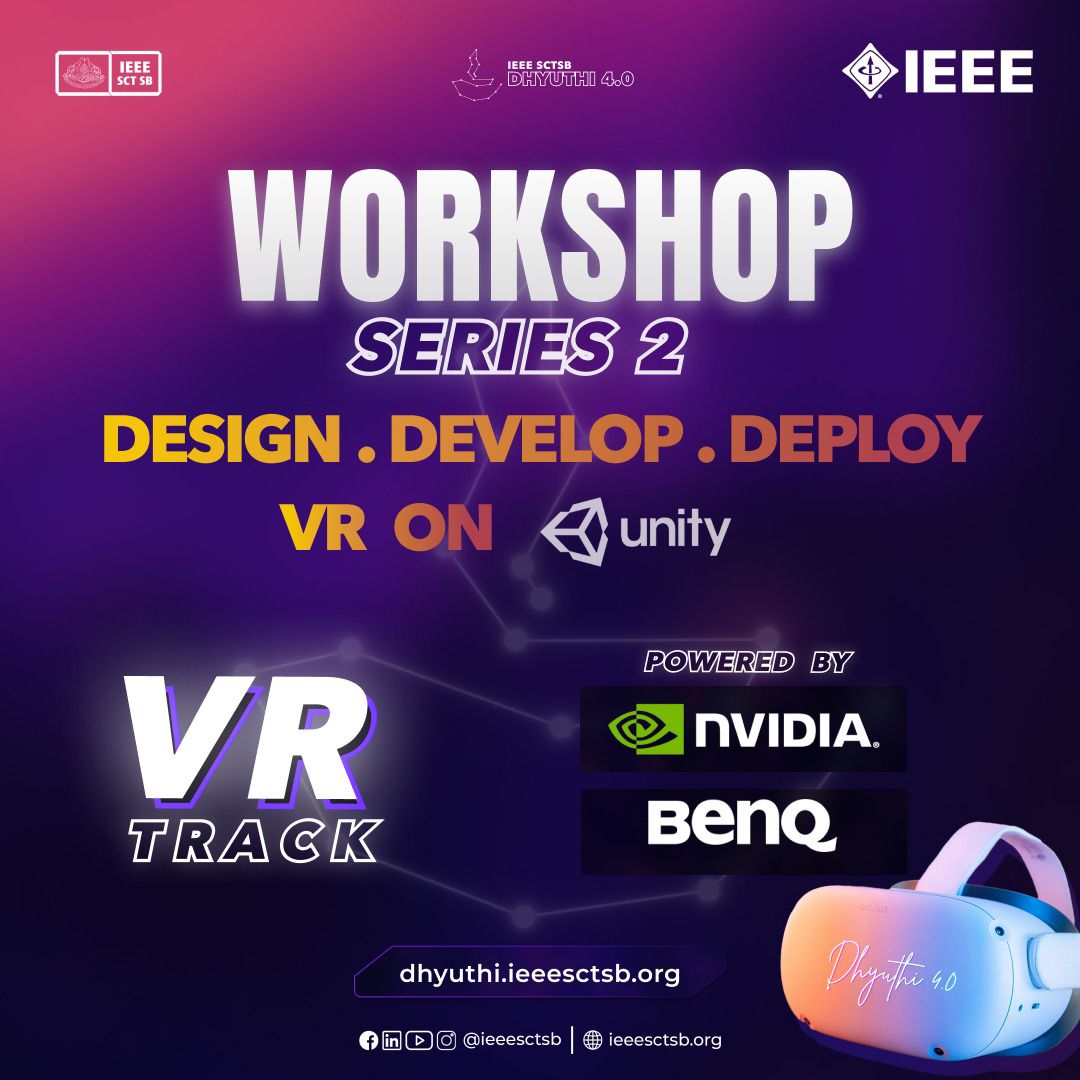 IEEE
SCT SB
IEEE SCTSB
DHYUTHI 4.0
IEEE
WORKSHOP
SERIES 2
DESIGN . DEVELOP . DEPLOY
VR ON unity
VR
TRACK
POWERED BY
NVIDIA.
BenQ
oculus
Dhyuthi 4.0
dhyuthi.ieeesctsb.org
@ieeesctsb | ieeesctsb.org